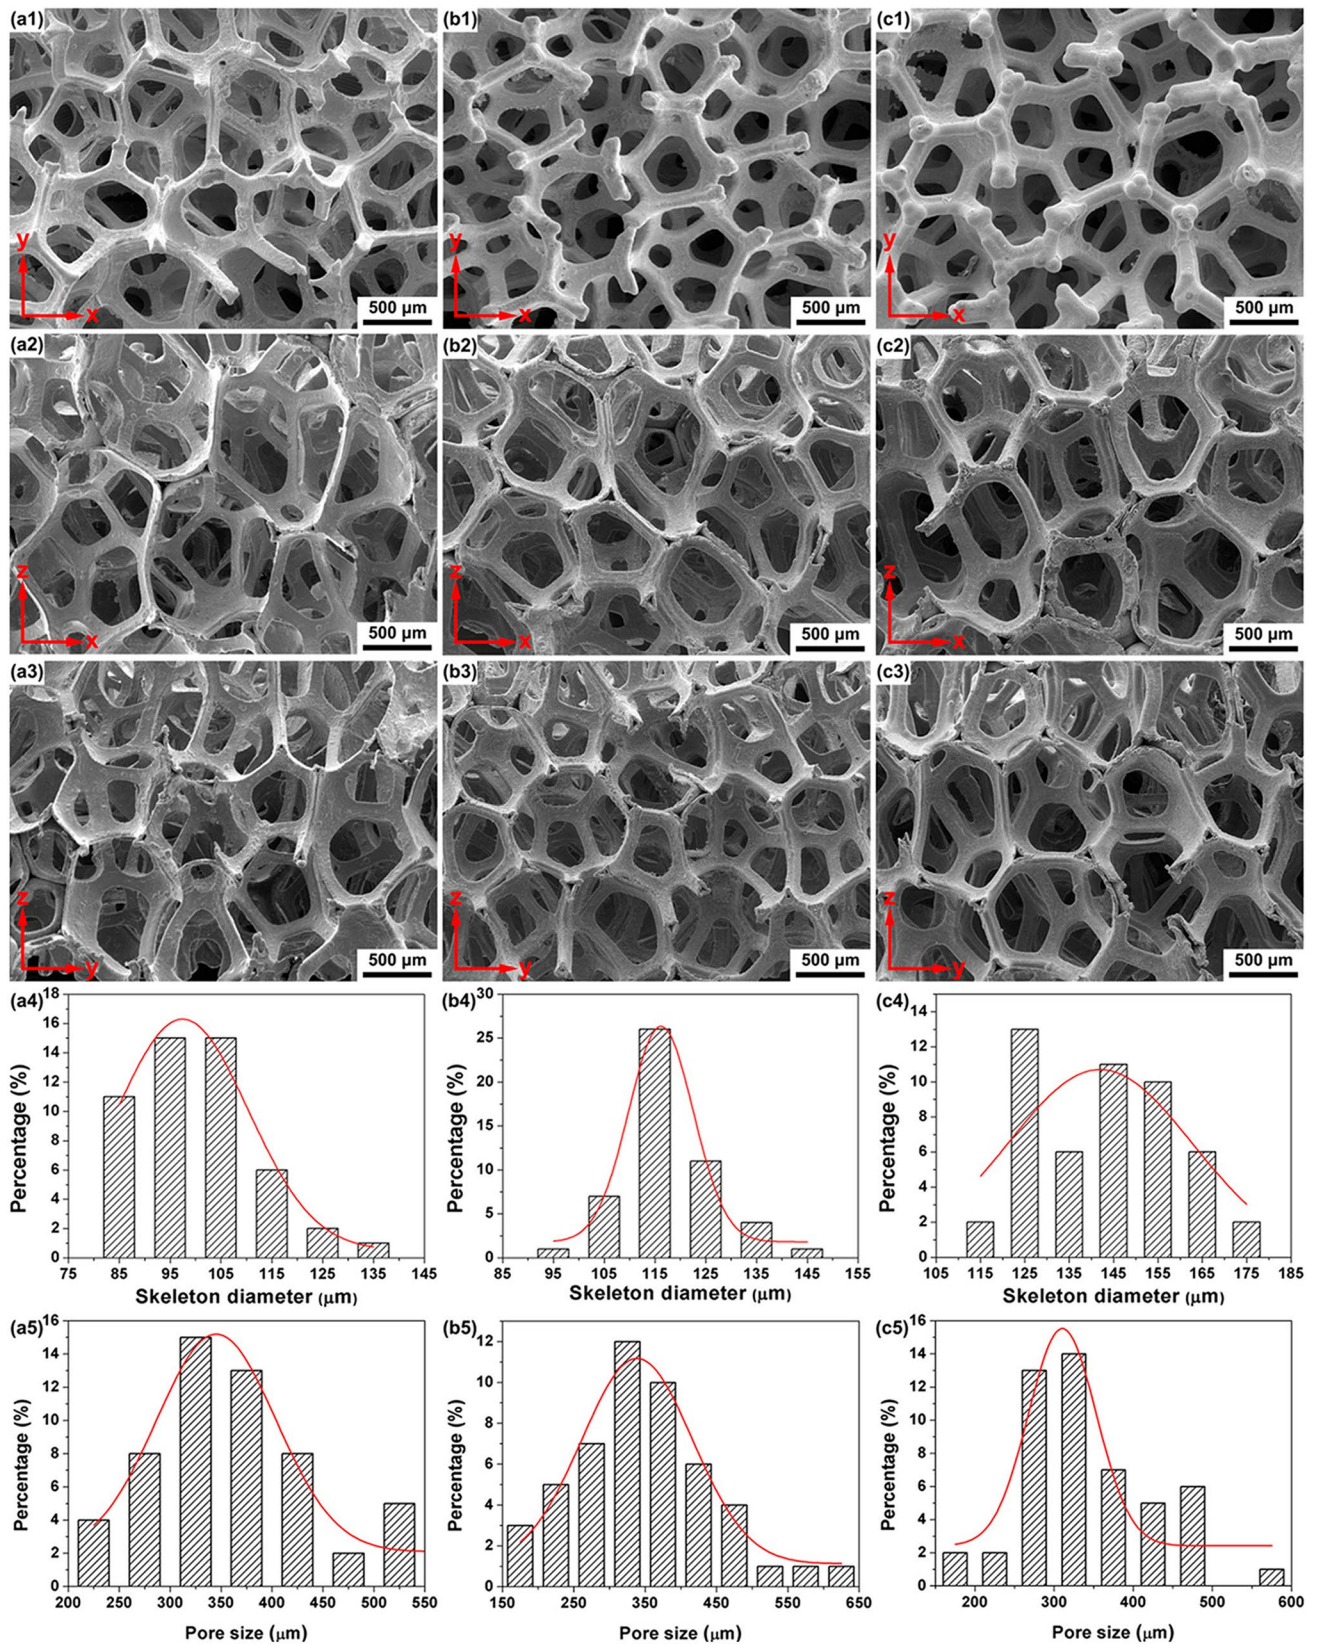 (a1)
y
x
500 μm
(b1)
y
x
500 μm
(c1)
y
x
500 μm
(a2)
z
x
500 μm
(b2)
z
x
500 μm
(c2)
z
x
500 μm
(a3)
z
y
500 μm
(b3)
z
y
500 μm
(c3)
z
y
500 μm
(a4)
Percentage (%)
18
16
14
12
10
8
6
4
2
0
75 85 95 105 115 125 135 145
Skeleton diameter (μm)
(b4)
Percentage (%)
30
25
20
15
10
5
0
85 95 105 115 125 135 145 155
Skeleton diameter (μm)
(c4)
Percentage (%)
14
12
10
8
6
4
2
0
105 115 125 135 145 155 165 175 185
Skeleton diameter (μm)
(a5)
Percentage (%)
16
14
12
10
8
6
4
2
0
200 250 300 350 400 450 500 550
Pore size (μm)
(b5)
Percentage (%)
12
10
8
6
4
2
0
150 250 350 450 550 650
Pore size (μm)
(c5)
Percentage (%)
16
14
12
10
8
6
4
2
0
200 300 400 500 600
Pore size (μm)